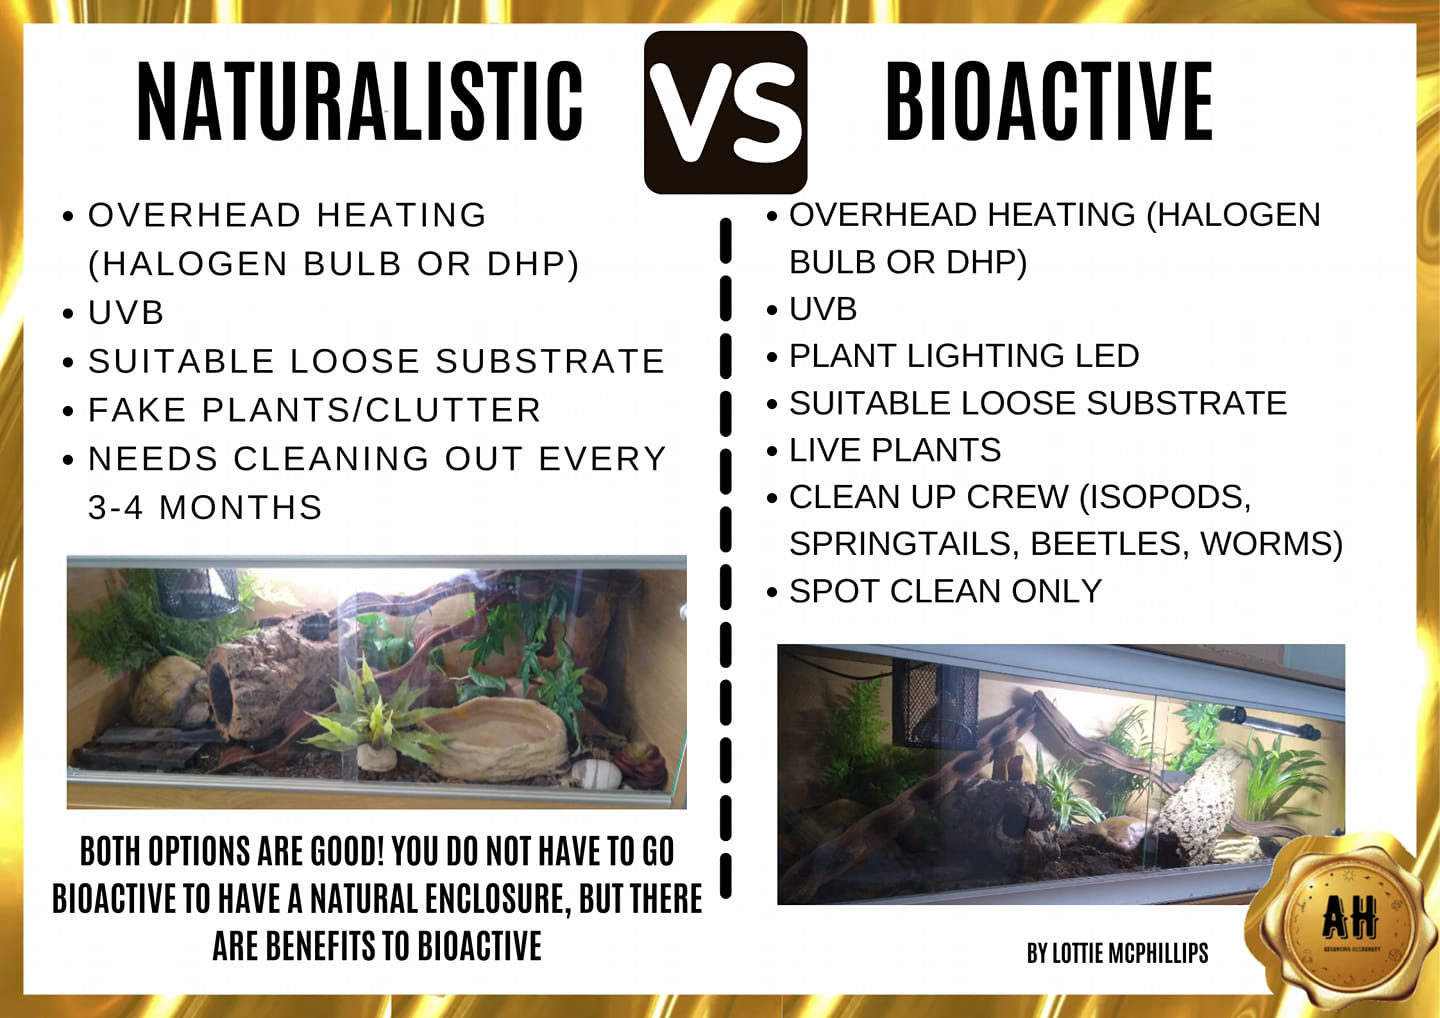 NATURALISTIC
VS
BIOACTIVE
• OVERHEAD HEATING
(HALOGEN BULB OR DHP)
• UVB
• SUITABLE LOOSE SUBSTRATE
• FAKE PLANTS/CLUTTER
• NEEDS CLEANING OUT EVERY
3-4 MONTHS
BOTH OPTIONS ARE GOOD! YOU DO NOT HAVE TO GO
BIOACTIVE TO HAVE A NATURAL ENCLOSURE, BUT THERE
ARE BENEFITS TO BIOACTIVE
• OVERHEAD HEATING (HALOGEN
BULB OR DHP)
• UVB
• PLANT LIGHTING LED
• SUITABLE LOOSE SUBSTRATE
• LIVE PLANTS
• CLEAN UP CREW (ISOPODS,
SPRINGTAILS, BEETLES, WORMS)
• SPOT CLEAN ONLY
BY LOTTIE MCPHILLIPS
AH
ADVANCING HUSBANDRY